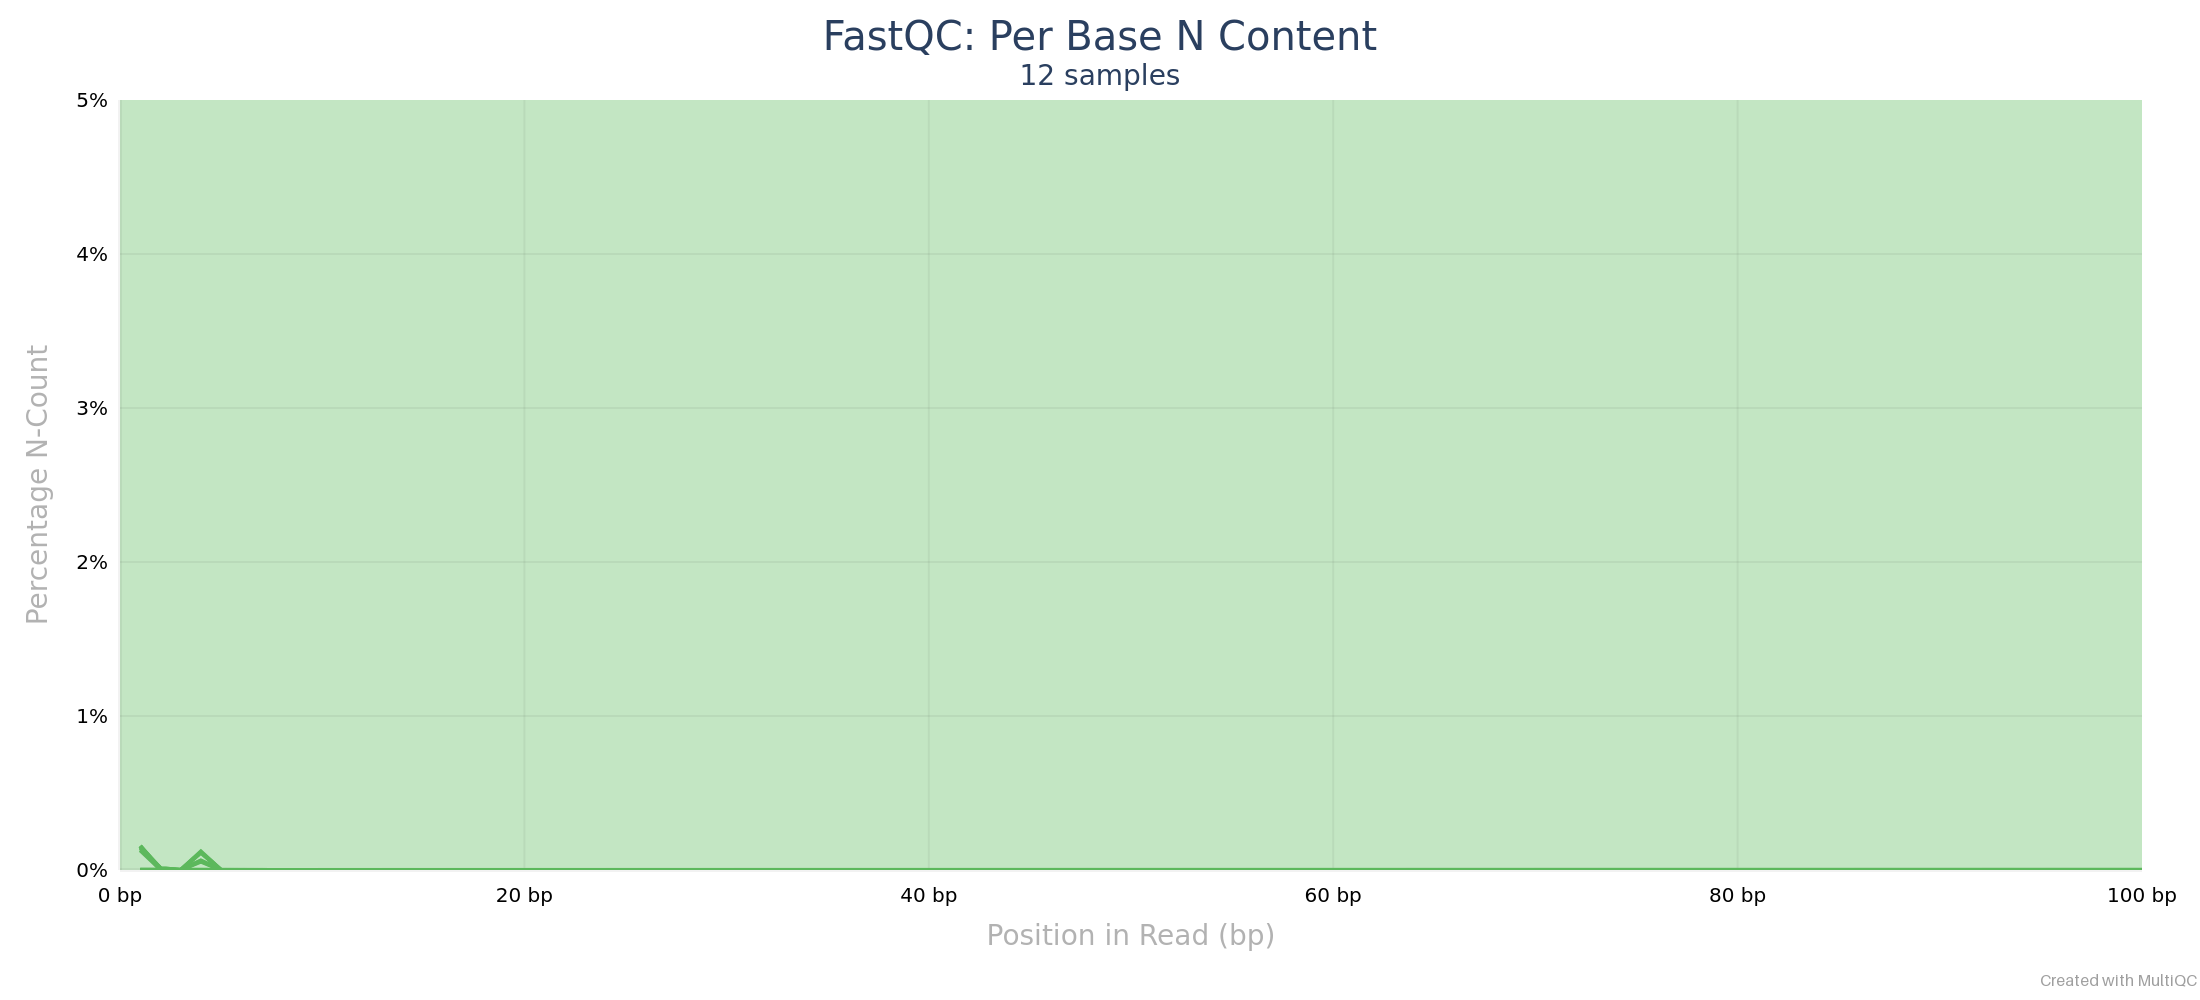 FastQC: Per Base N Content
12 samples
5%
4%
3%
2%
1%
0%
Percentage N-Count
0 bp
20 bp
40 bp
60 bp
80 bp
100 bp
Position in Read (bp)
Created with MultiQC